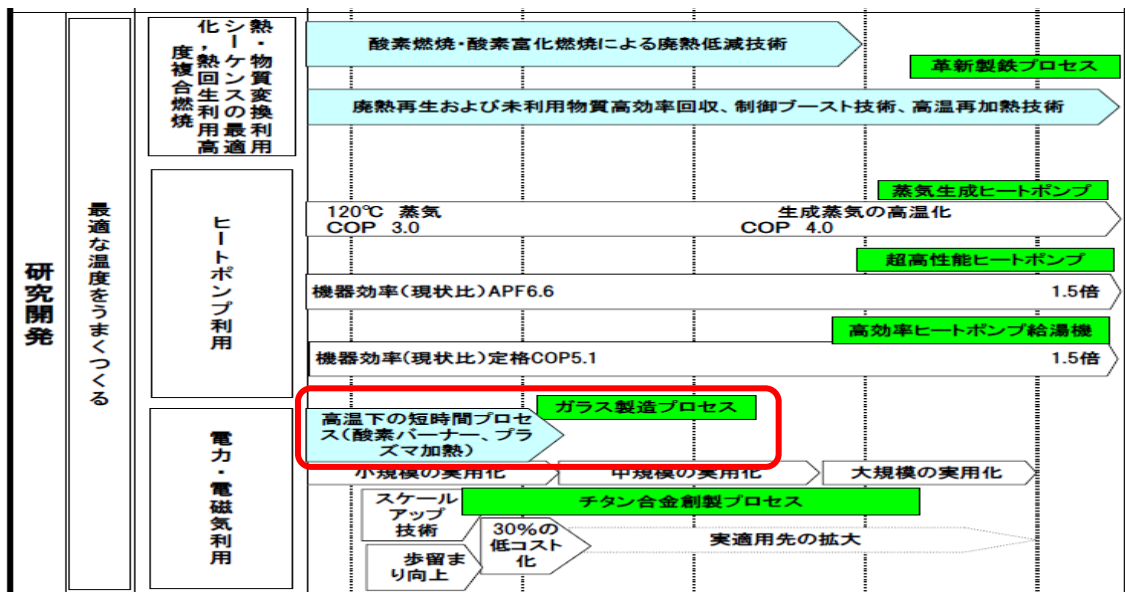 研究開発
最適な温度をうまくつくる
熱・物質変換利用
シーケンスの最適
化，熱回生利用高
度複合燃焼
酸素燃焼・酸素富化燃焼による廃熱低減技術
革新製鉄プロセス
廃熱再生および未利用物質高効率回収、制御ブースト技術、高温再加熱技術
ヒートポンプ利用
蒸気生成ヒートポンプ
120℃ 蒸気
COP 3.0
生成蒸気の高温化
COP 4.0
超高性能ヒートポンプ
機器効率(現状比)APF6.6
1.5倍
高効率ヒートポンプ給湯機
機器効率(現状比)定格COP5.1
1.5倍
電力・電磁気利用
ガラス製造プロセス
高温下の短時間プロセ
ス(酸素バーナー、プラ
ズマ加熱)
小規模の実用化
中規模の実用化
大規模の実用化
スケール
アップ
技術
チタン合金創製プロセス
30%の
低コスト
化
実適用先の拡大
歩留ま
り向上